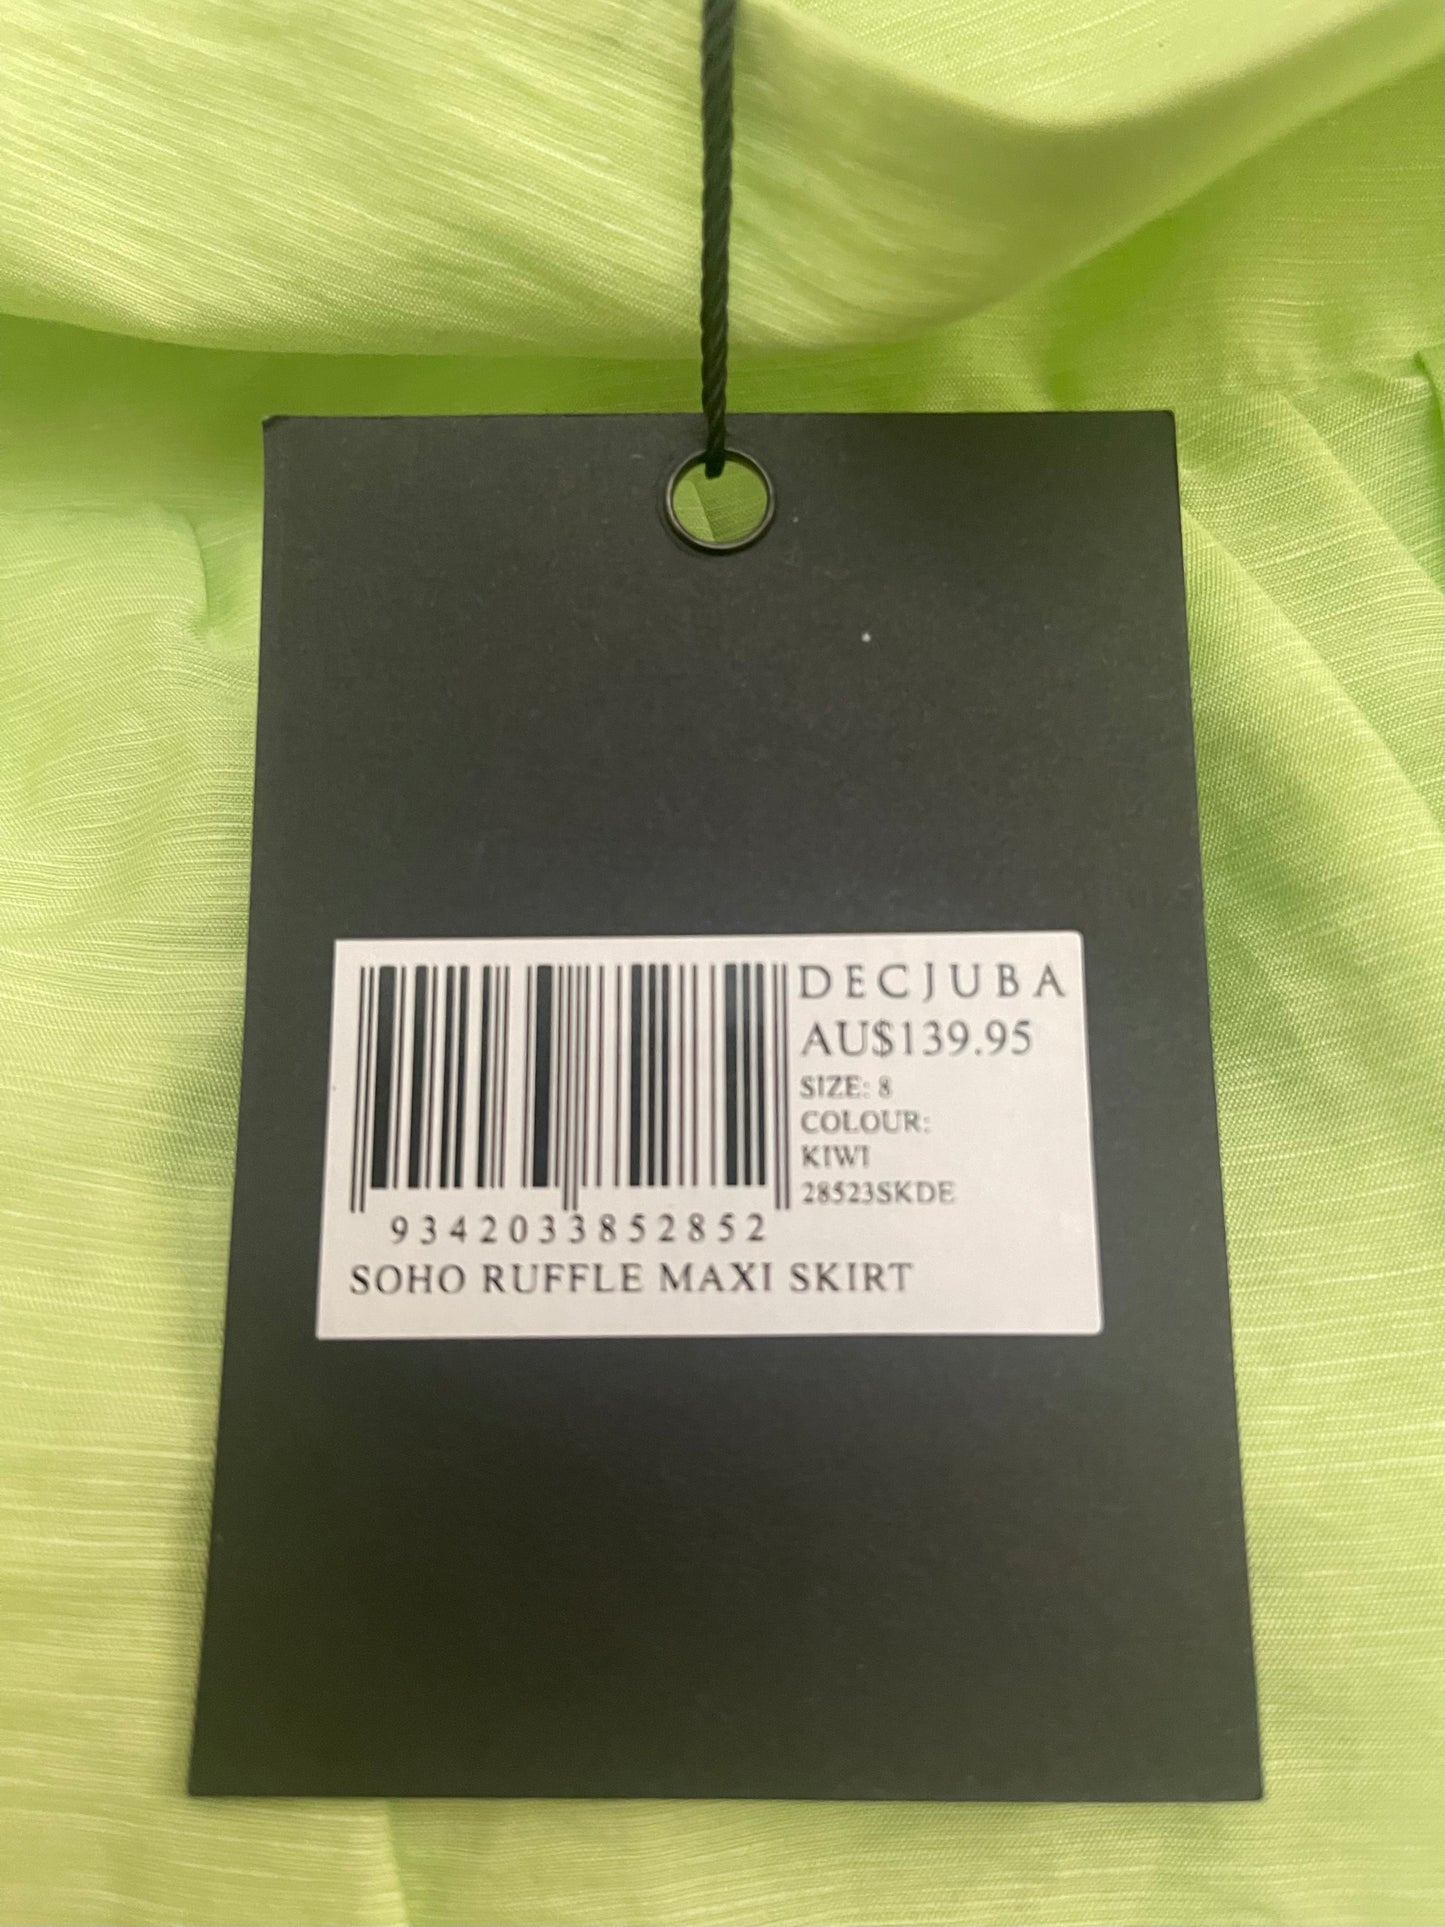 DECJUBA
AU$139.95
SIZE: 8
COLOUR:
KIWI
28523SKDE
9342033852852
SOHO RUFFLE MAXI SKIRT